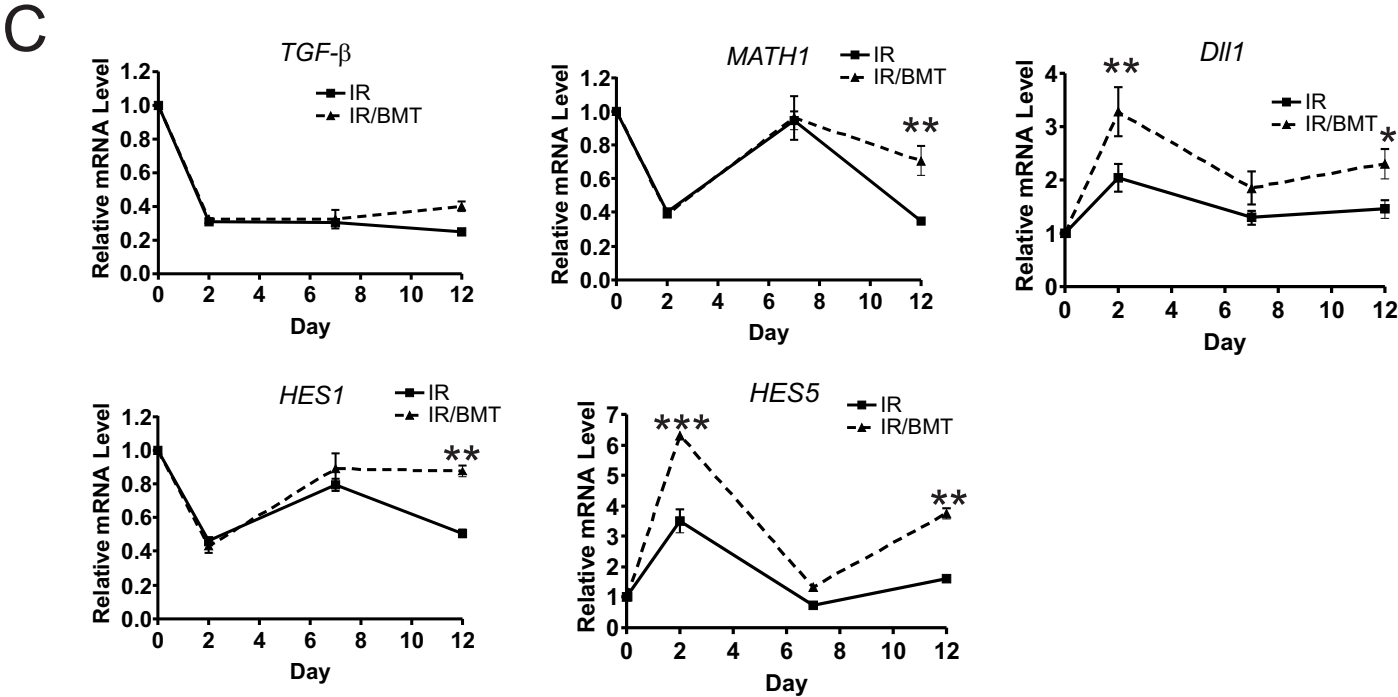 C
TGF-β
IR
IR/BMT
Relative mRNA Level
1.2
1.0
0.8
0.6
0.4
0.2
0.0
0 2 4 6 8 10 12
Day
MATH1
IR
IR/BMT
**
Relative mRNA Level
1.2
1.0
0.8
0.6
0.4
0.2
0.0
0 2 4 6 8 10 12
Day
Dll1
**
IR
IR/BMT
*
Relative mRNA Level
4
3
2
1
0
0 2 4 6 8 10 12
Day
HES1
IR
IR/BMT
**
Relative mRNA Level
1.2
1.0
0.8
0.6
0.4
0.2
0.0
0 2 4 6 8 10 12
Day
HES5
IR
IR/BMT
***
**
Relative mRNA Level
7
6
5
4
3
2
1
0
0 2 4 6 8 10 12
Day